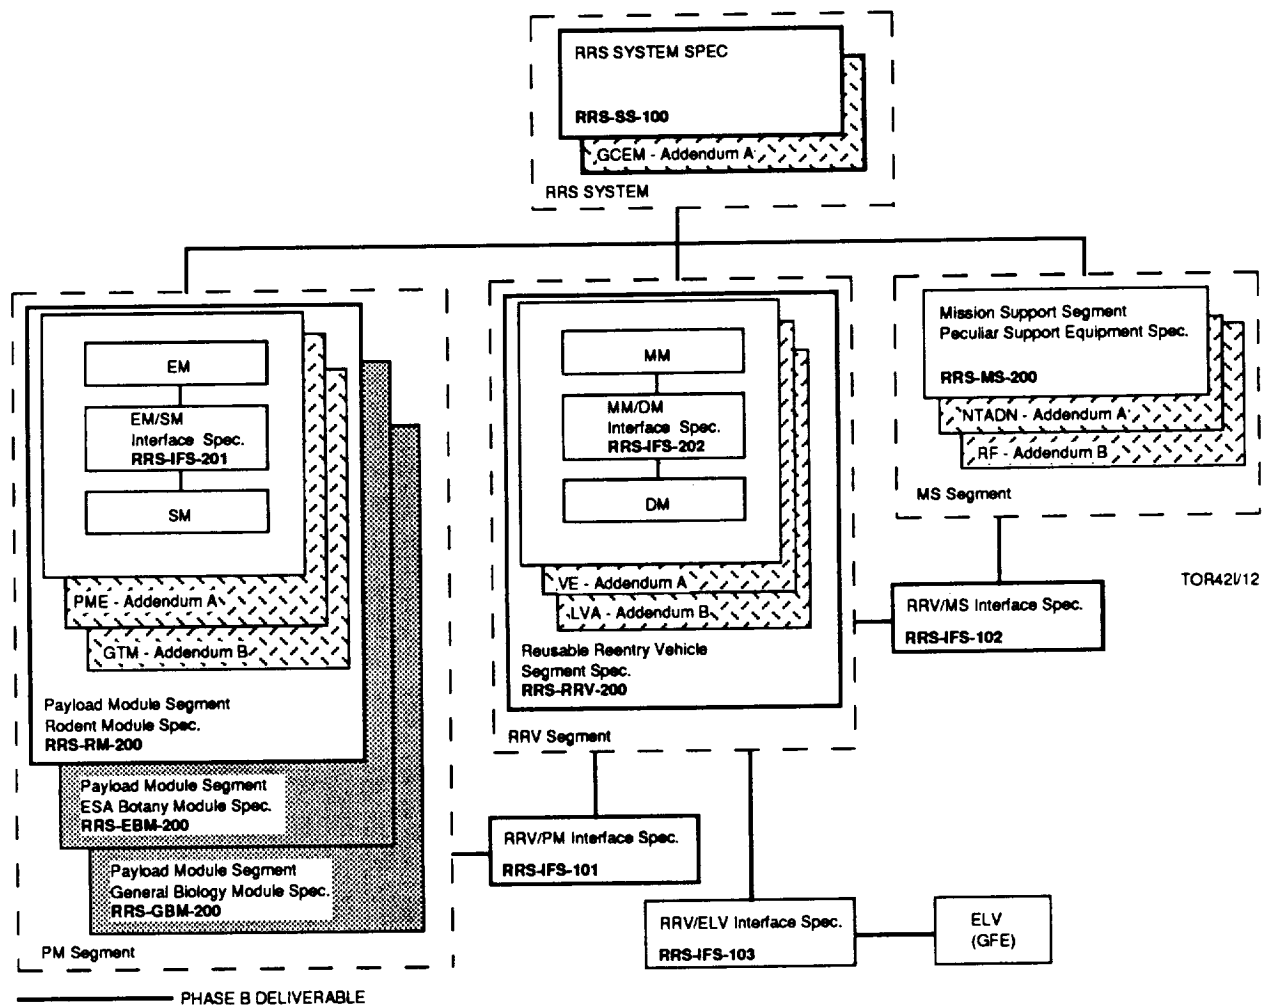 RRS SYSTEM SPEC
RRS-SS-100
GCEM - Addendum A
RRS SYSTEM
EM
EM/SM
Interface Spec.
RRS-IFS-201
SM
PME - Addendum A
GTM - Addendum B
Payload Module Segment
Rodent Module Spec.
RRS-RM-200
Payload Module Segment
ESA Botany Module Spec.
RRS-EBM-200
Payload Module Segment
General Biology Module Spec.
RRS-GBM-200
PM Segment
MM
MM/DM
Interface Spec.
RRS-IFS-202
DM
VE - Addendum A
LVA - Addendum B
Reusable Reentry Vehicle
Segment Spec.
RRS-RRV-200
RRV Segment
Mission Support Segment
Peculiar Support Equipment Spec.
RRS-MS-200
NTADN - Addendum A
RF - Addendum B
MS Segment
TOR42I/12
RRV/MS Interface Spec.
RRS-IFS-102
RRV/PM Interface Spec.
RRS-IFS-101
RRV/ELV Interface Spec.
RRS-IFS-103
ELV
(GFE)
PHASE B DELIVERABLE